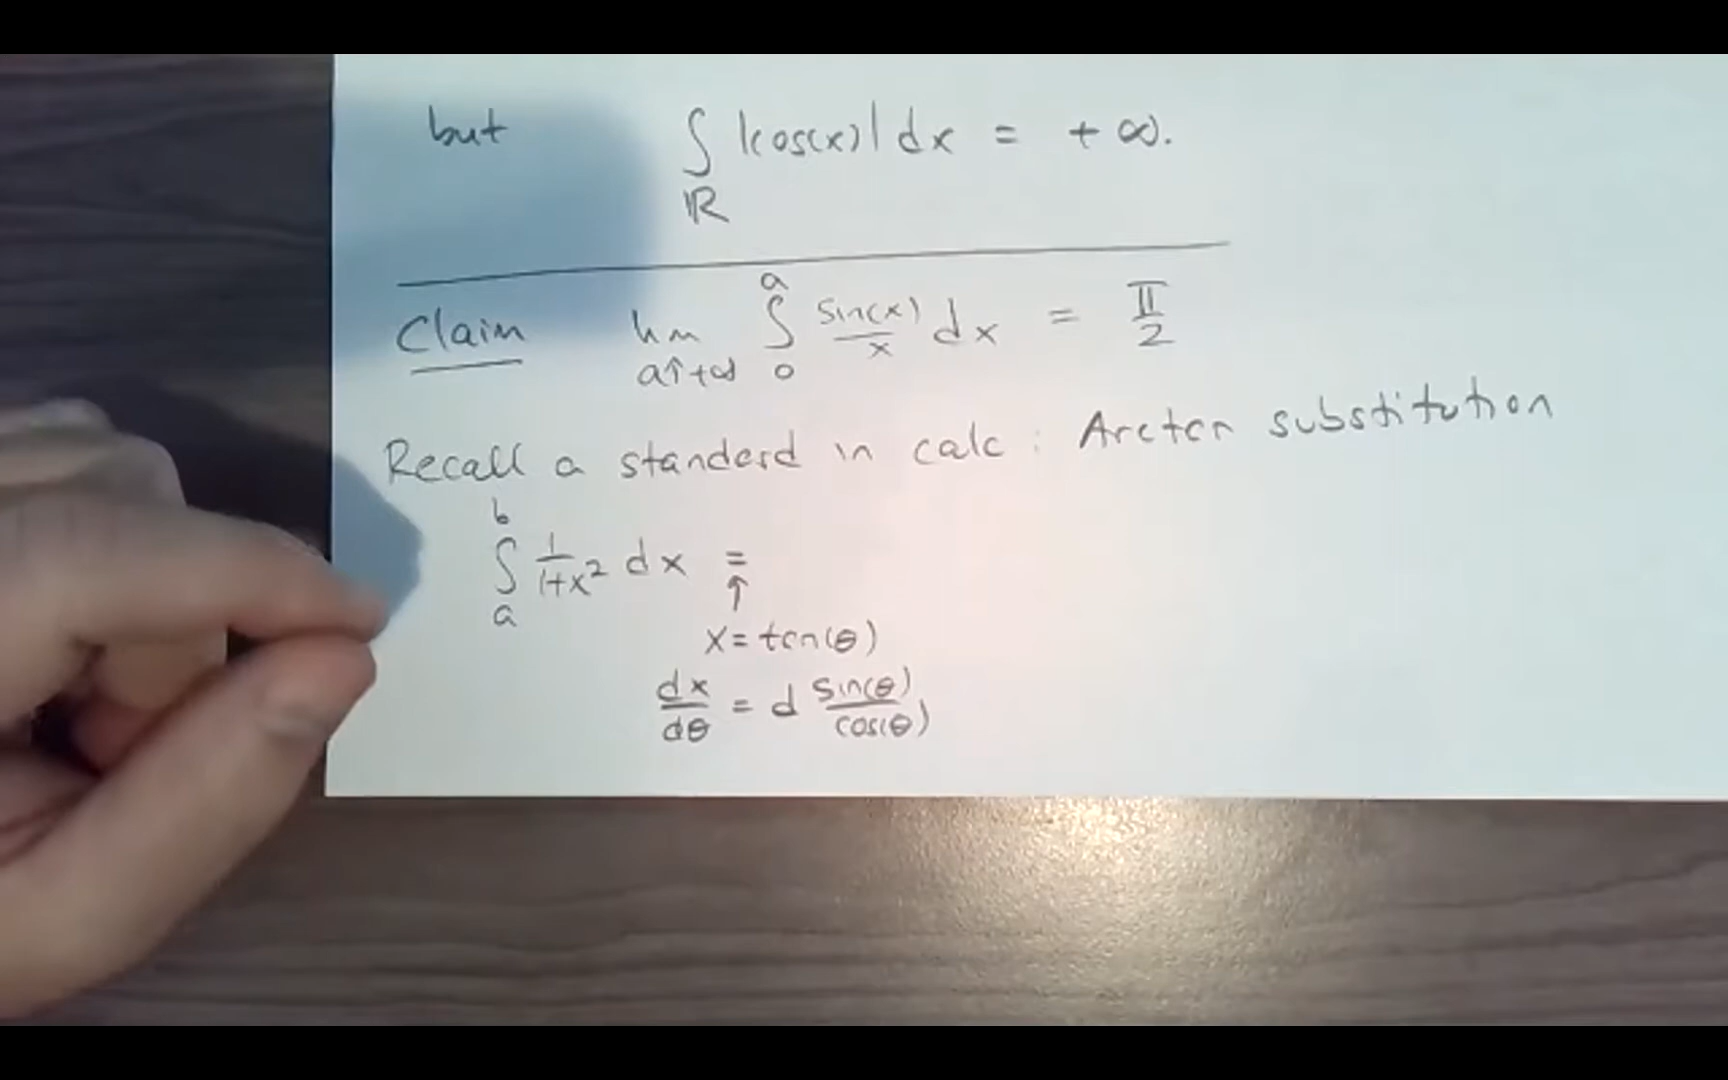 but ∫_ℝ |cos(x)| dx = +∞.
Claim lim_{a↑+∞} ∫_0^a sin(x)/x dx = π/2
Recall a standard in calc : Arctan substitution
∫_a^b 1/(1+x²) dx =
↑
x = tan(θ)
dx/dθ = d sin(θ)/cos(θ)